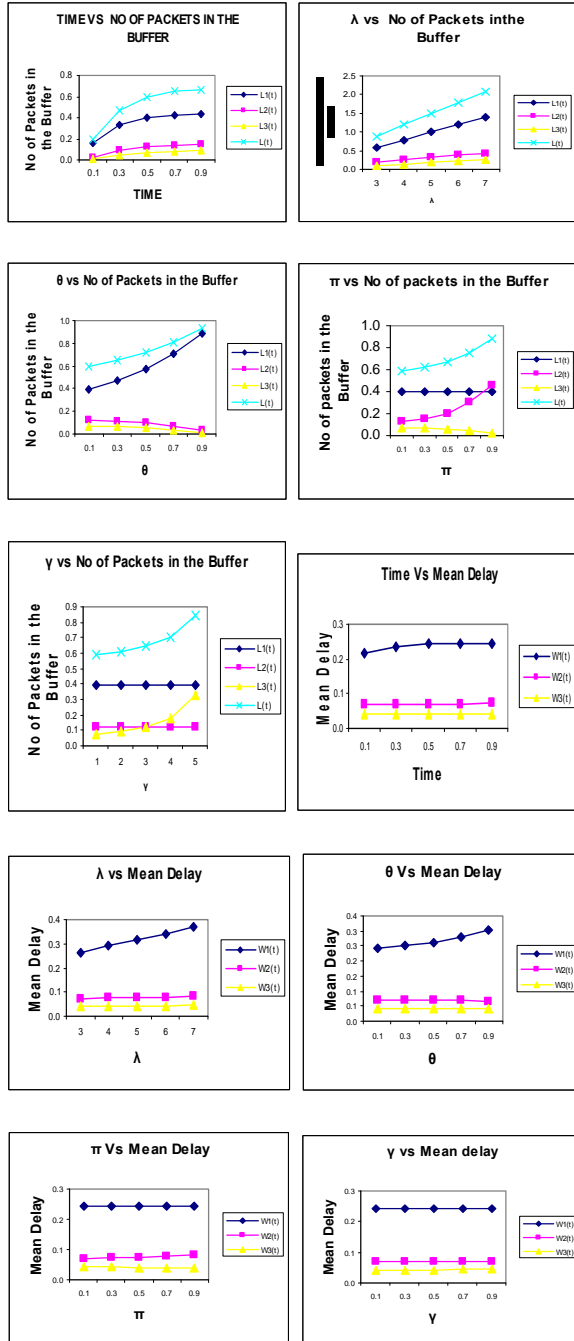 TIME VS NO OF PACKETS IN THE
BUFFER
No of Packets in
the Buffer
0.8
0.6
0.4
0.2
0.0
0.1 0.3 0.5 0.7 0.9
TIME
L1(t)
L2(t)
L3(t)
L(t)
λ vs No of Packets inthe
Buffer
2.5
2.0
1.5
1.0
0.5
0.0
3 4 5 6 7
λ
L1(t)
L2(t)
L3(t)
L(t)
θ vs No of Packets in the Buffer
No of Packets in the
Buffer
1.0
0.8
0.6
0.4
0.2
0.0
0.1 0.3 0.5 0.7 0.9
θ
L1(t)
L2(t)
L3(t)
L(t)
π vs No of packets in the Buffer
No of packets in the
Buffer
1.0
0.8
0.6
0.4
0.2
0.0
0.1 0.3 0.5 0.7 0.9
π
L1(t)
L2(t)
L3(t)
L(t)
γ vs No of Packets in the Buffer
No of Packets in the
Buffer
0.9
0.8
0.7
0.6
0.5
0.4
0.3
0.2
0.1
0.0
1 2 3 4 5
γ
L1(t)
L2(t)
L3(t)
L(t)
Time Vs Mean Delay
Mean Delay
0.3
0.2
0.1
0.0
0.1 0.3 0.5 0.7 0.9
Time
W1(t)
W2(t)
W3(t)
λ vs Mean Delay
Mean Delay
0.4
0.3
0.2
0.1
0.0
3 4 5 6 7
λ
W1(t)
W2(t)
W3(t)
θ Vs Mean Delay
Mean Delay
0.4
0.3
0.3
0.2
0.2
0.1
0.1
0.0
0.1 0.3 0.5 0.7 0.9
θ
W1(t)
W2(t)
W3(t)
π Vs Mean Delay
Mean Delay
0.3
0.2
0.1
0.0
0.1 0.3 0.5 0.7 0.9
π
W1(t)
W2(t)
W3(t)
γ vs Mean delay
Mean Delay
0.3
0.2
0.2
0.1
0.1
0.0
0.1 0.3 0.5 0.7 0.9
γ
W1(t)
W2(t)
W3(t)